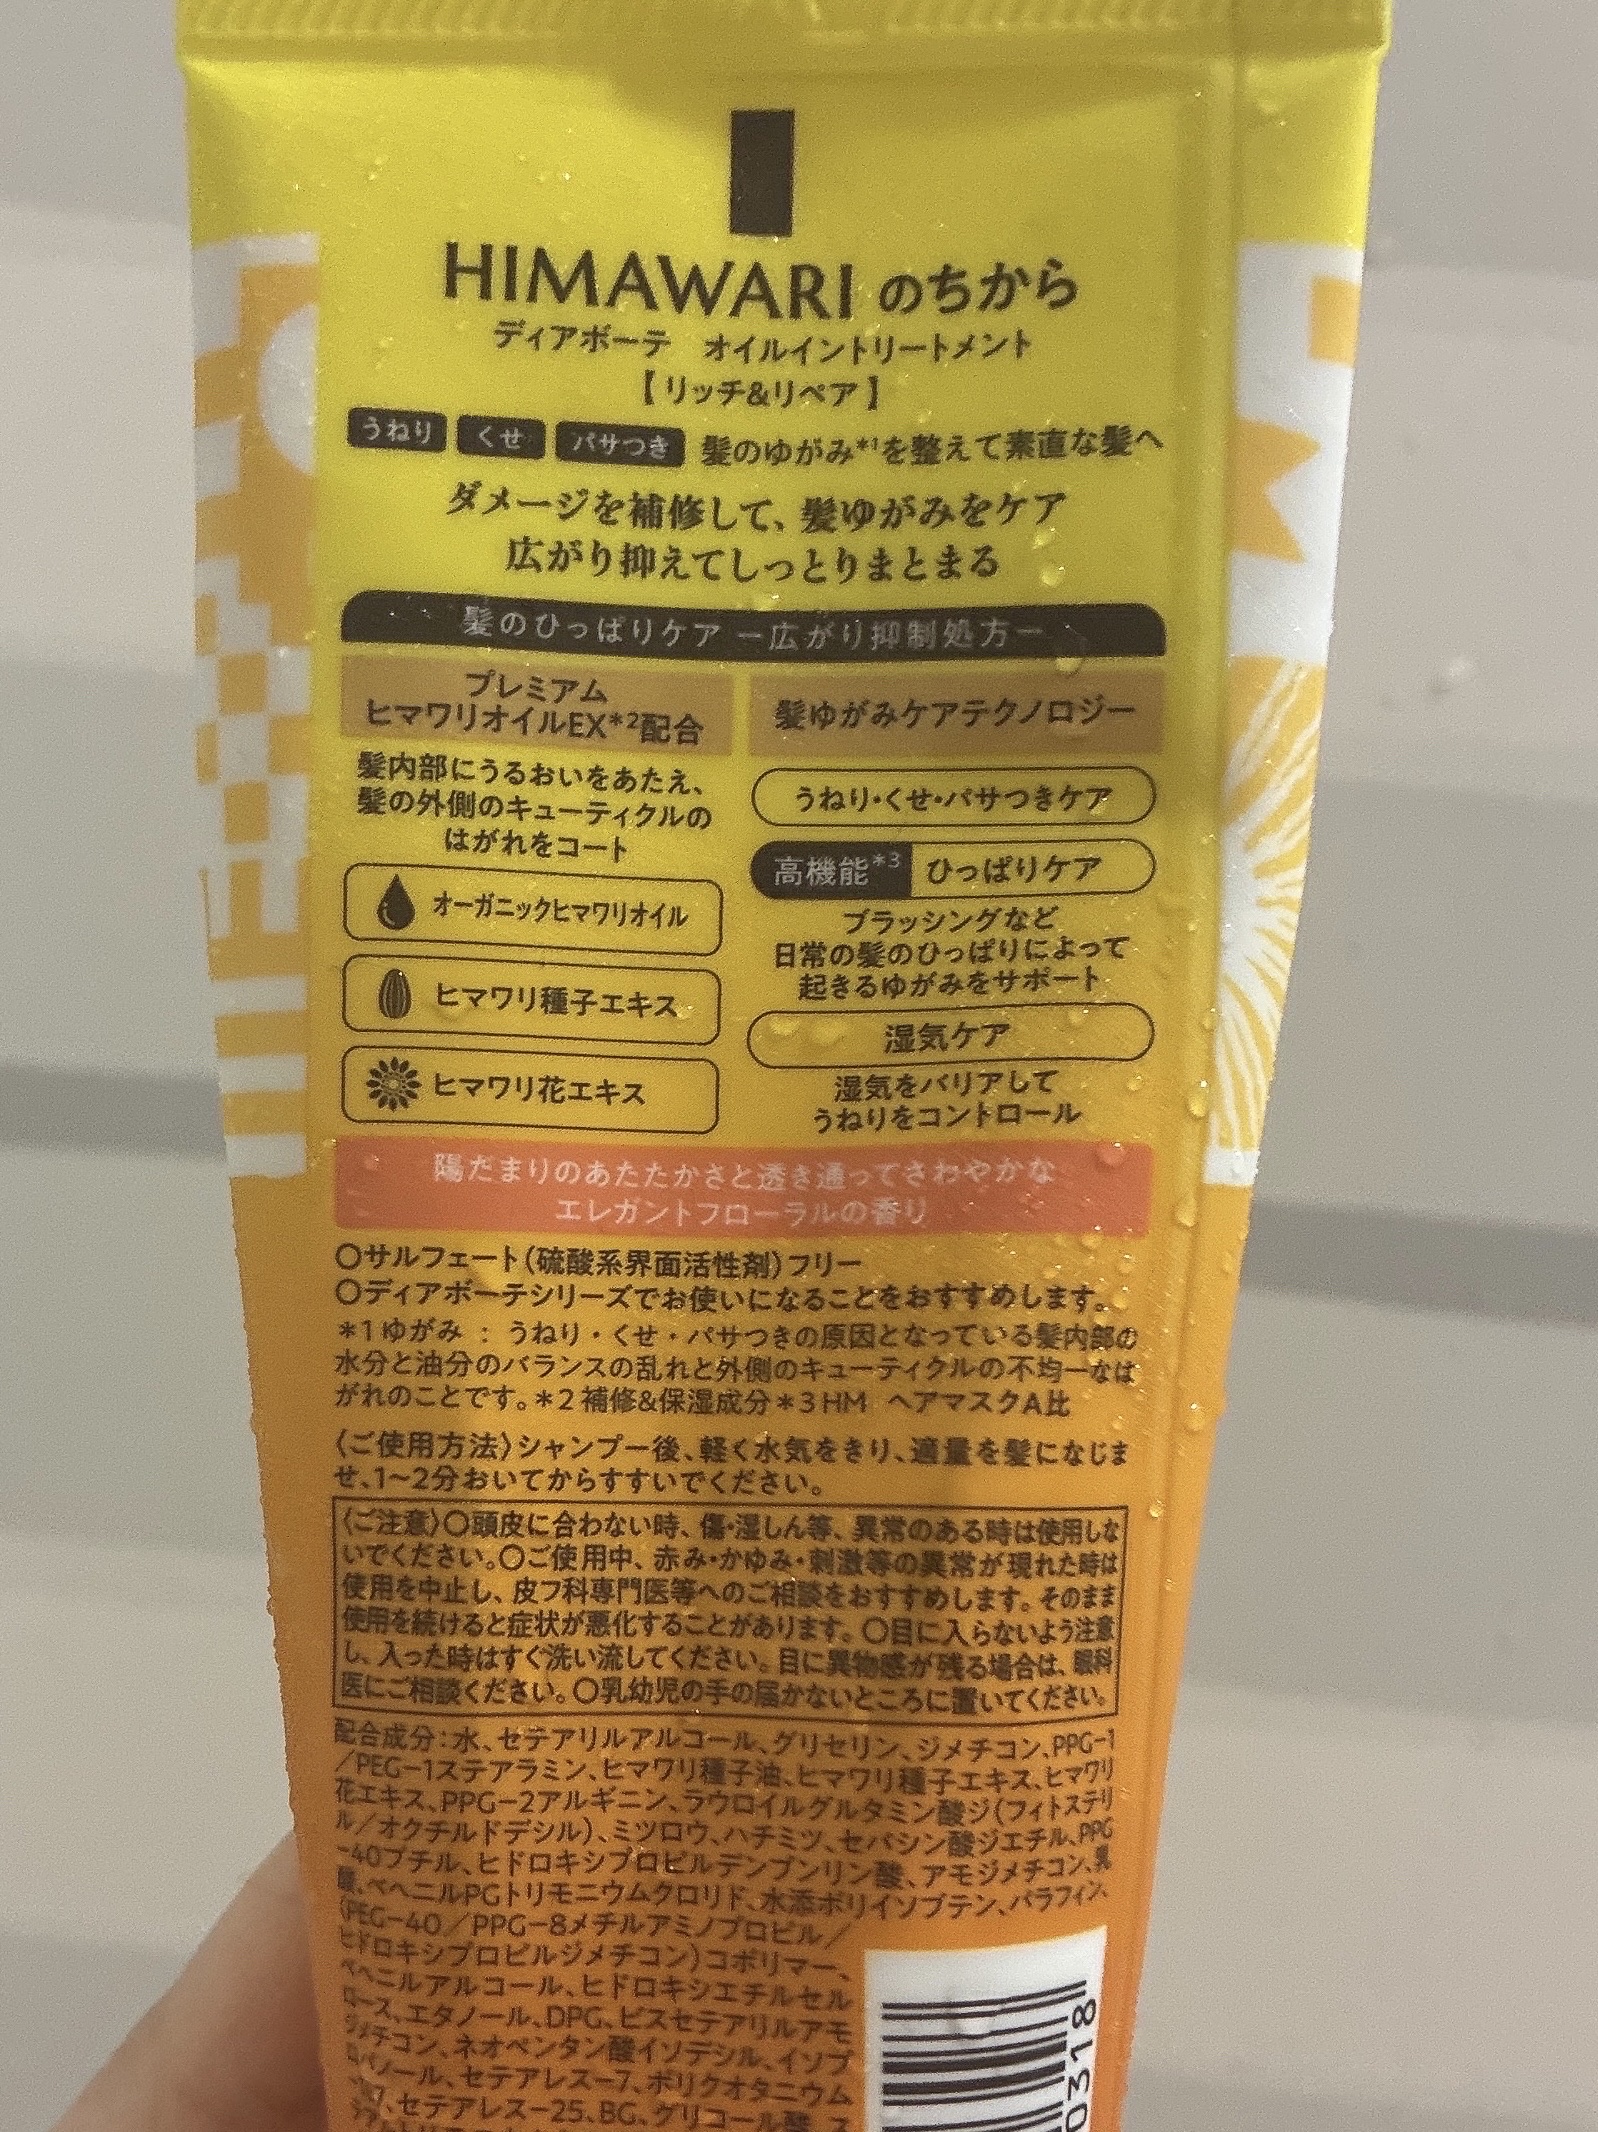 HIMAWARI のちから
ディアボーテ オイルイントリートメント
【リッチ&リペア】
うねり くせ パサつき 髪のゆがみ*¹を整えて素直な髪へ
ダメージを補修して、髪ゆがみをケア
広がり抑えてしっとりまとまる
髪のひっぱりケア ー広がり抑制処方ー
プレミアム
ヒマワリオイルEX*²配合
髪内部にうるおいをあたえ、
髪の外側のキューティクルの
はがれをコート
オーガニックヒマワリオイル
ヒマワリ種子エキス
ヒマワリ花エキス
髪ゆがみケアテクノロジー
うねり・くせ・パサつきケア
高機能*³ ひっぱりケア
ブラッシングなど
日常の髪のひっぱりによって
起きるゆがみをサポート
湿気ケア
湿気をバリアして
うねりをコントロール
陽だまりのあたたかさと透き通ってさわやかな
エレガントフローラルの香り
〇サルフェート(硫酸系界面活性剤)フリー
〇ディアボーテシリーズでお使いになることをおすすめします。
*1 ゆがみ : うねり・くせ・パサつきの原因となっている髪内部の
水分と油分のバランスの乱れと外側のキューティクルの不均一なは
がれのことです。*2 補修&保湿成分 *3 HM ヘアマスクA比
〈ご使用方法〉シャンプー後、軽く水気をきり、適量を髪になじま
せ、1〜2分おいてからすすいでください。
〈ご注意〉〇頭皮に合わない時、傷・湿しん等、異常のある時は使用しな
いでください。〇ご使用中、赤み・かゆみ・刺激等の異常が現れた時は
使用を中止し、皮フ科専門医等へのご相談をおすすめします。そのまま
使用を続けると症状が悪化することがあります。〇目に入らないよう注意
し、入った時はすぐ洗い流してください。目に異物感が残る場合は、眼科
医にご相談ください。〇乳幼児の手の届かないところに置いてください。
配合成分:水、セテアリルアルコール、グリセリン、ジメチコン、PPG-1
/PEG-1ステアラミン、ヒマワリ種子油、ヒマワリ種子エキス、ヒマワリ
花エキス、PPG-2アルギニン、ラウロイルグルタミン酸ジ(フィトステリ
ル/オクチルドデシル)、ミツロウ、ハチミツ、セバシン酸ジエチル、PPG
-40ブチル、ヒドロキシプロピルデンプンリン酸、アモジメチコン、乳
酸、ベヘニルPGトリモニウムクロリド、水添ポリイソブテン、パラフィン、
(PEG-40/PPG-8メチルアミノプロピル/
ヒドロキシプロピルジメチコン)コポリマー、
ベヘニルアルコール、ヒドロキシエチルセル
ロース、エタノール、DPG、ビスセテアリルアモ
ジメチコン、ネオペンタン酸イソデシル、イソプ
ロパノール、セテアレス-7、ポリクオタニウム
、セテアレス-25、BG、グリコール酸、ス
0318